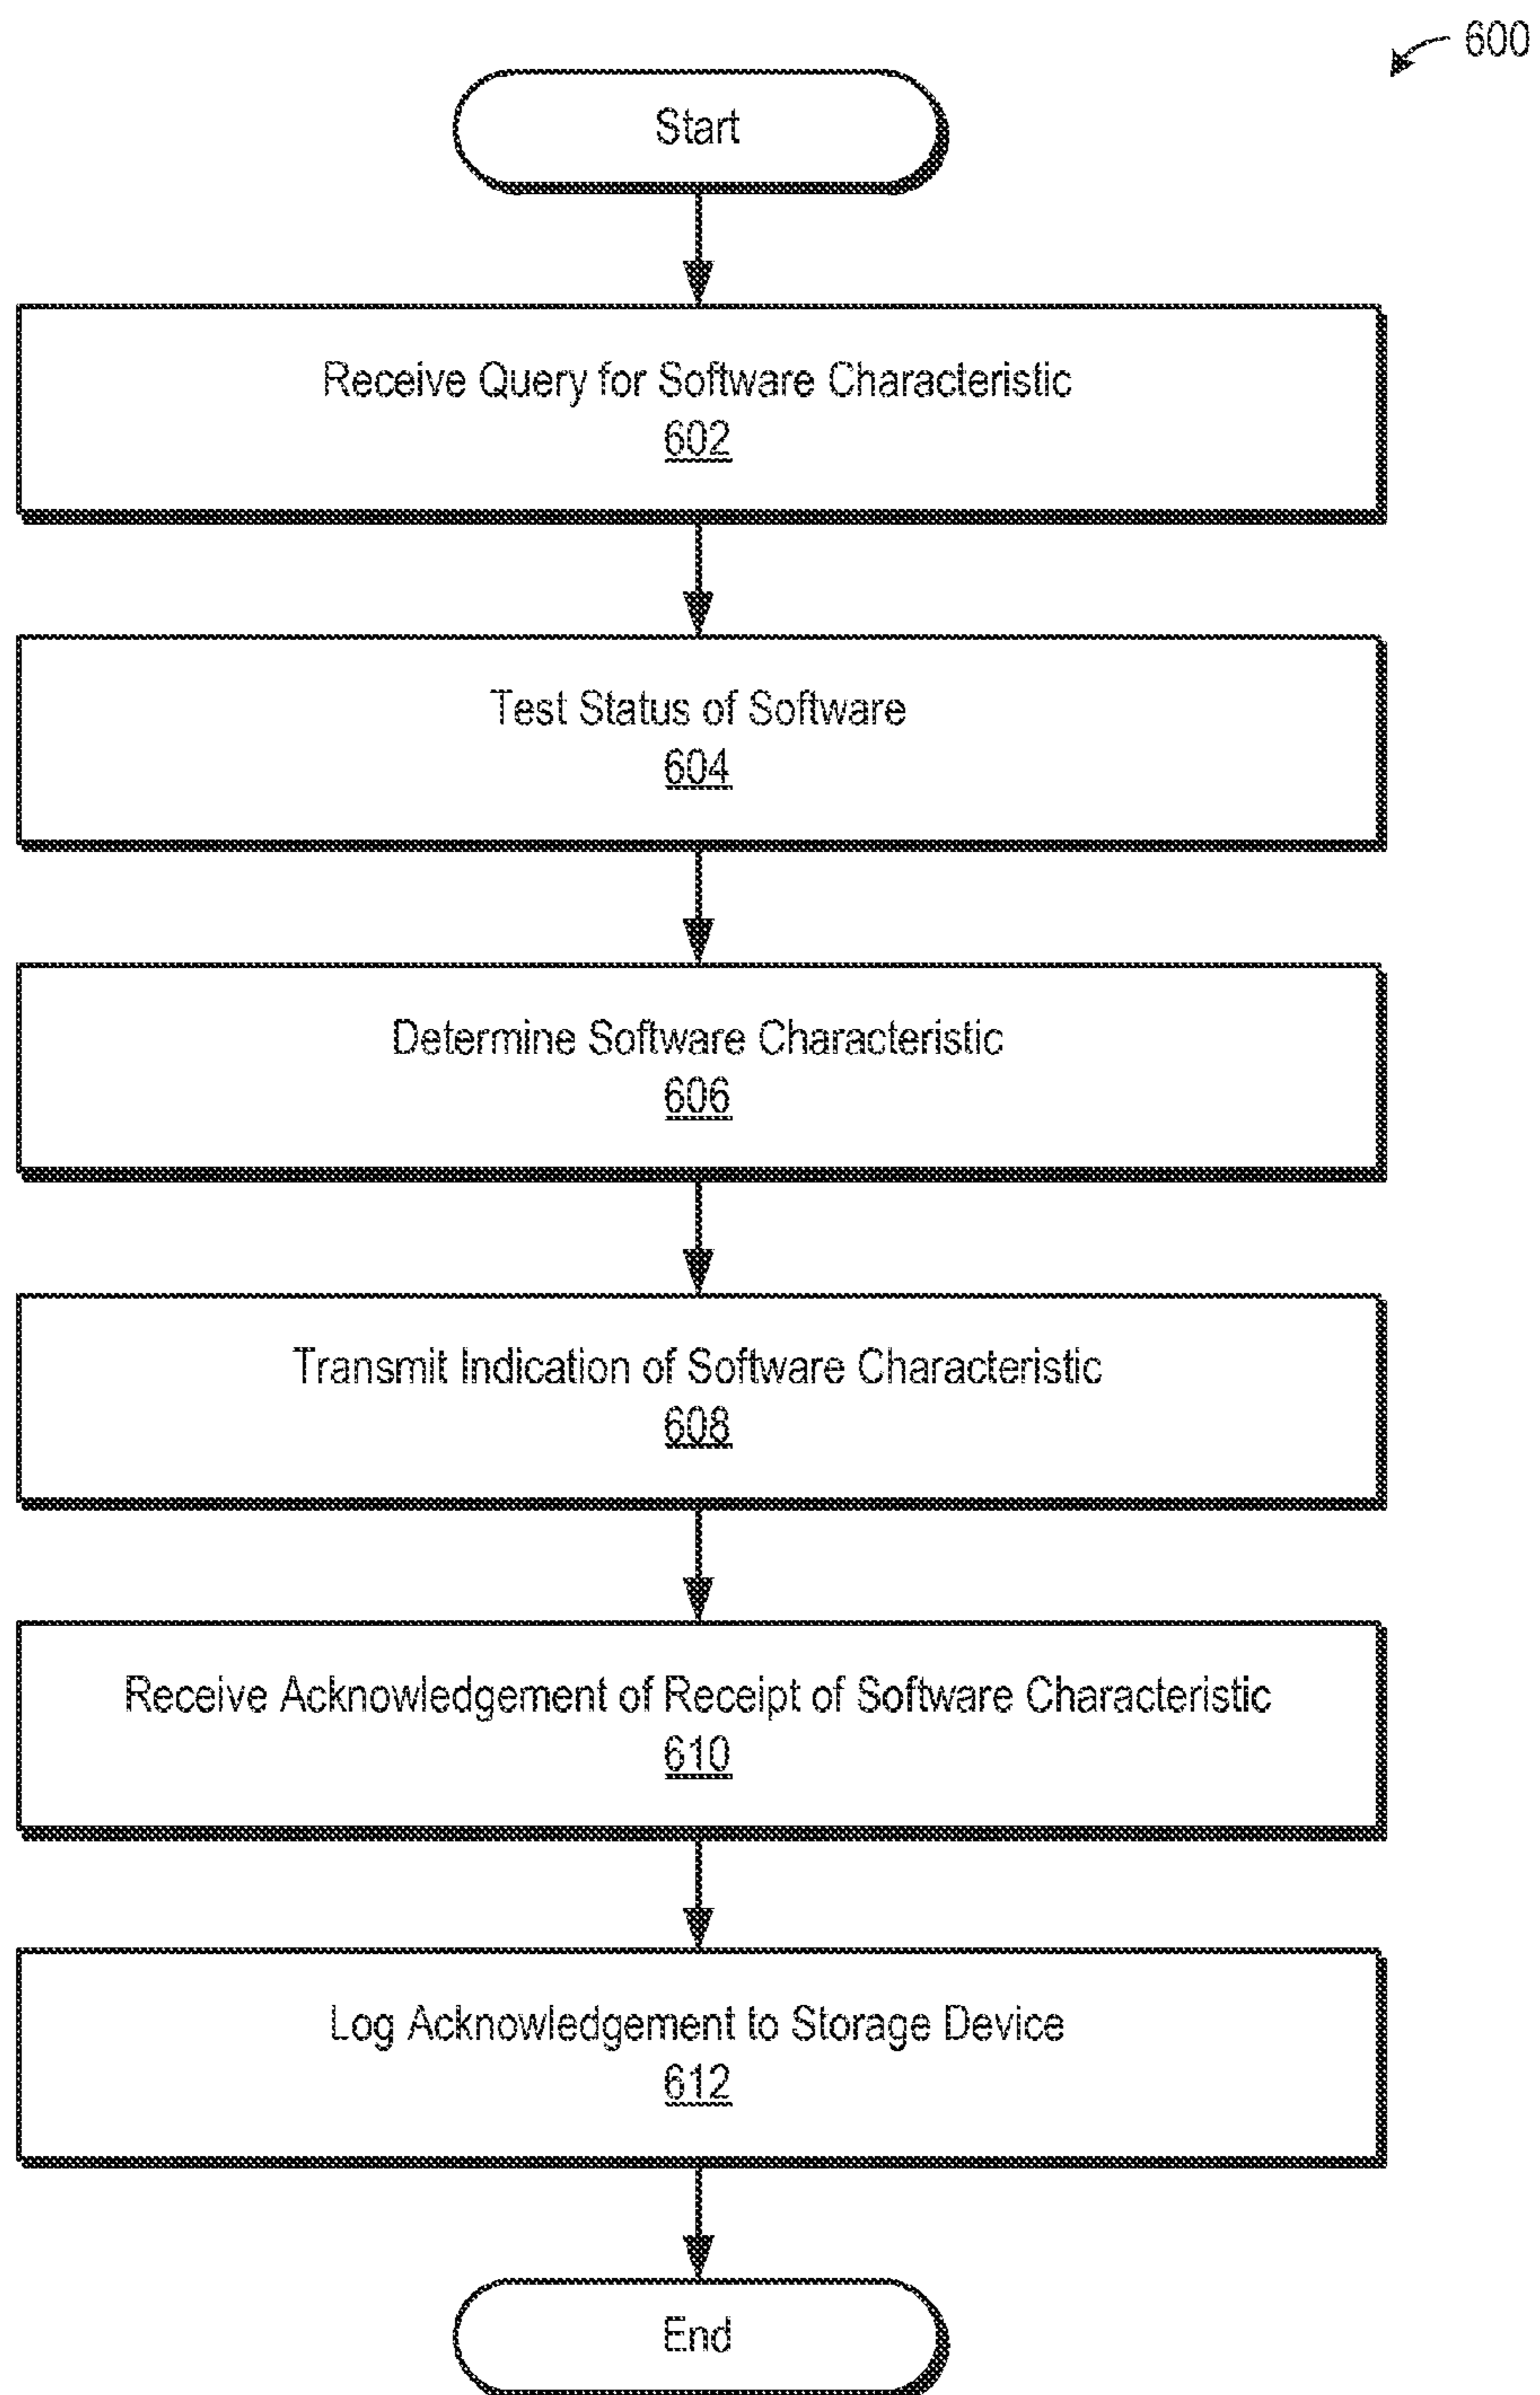 600
Start
Receive Query for Software Characteristic
602
Test Status of Software
604
Determine Software Characteristic
606
Transmit Indication of Software Characteristic
608
Receive Acknowledgement of Receipt of Software Characteristic
610
Log Acknowledgement to Storage Device
612
End